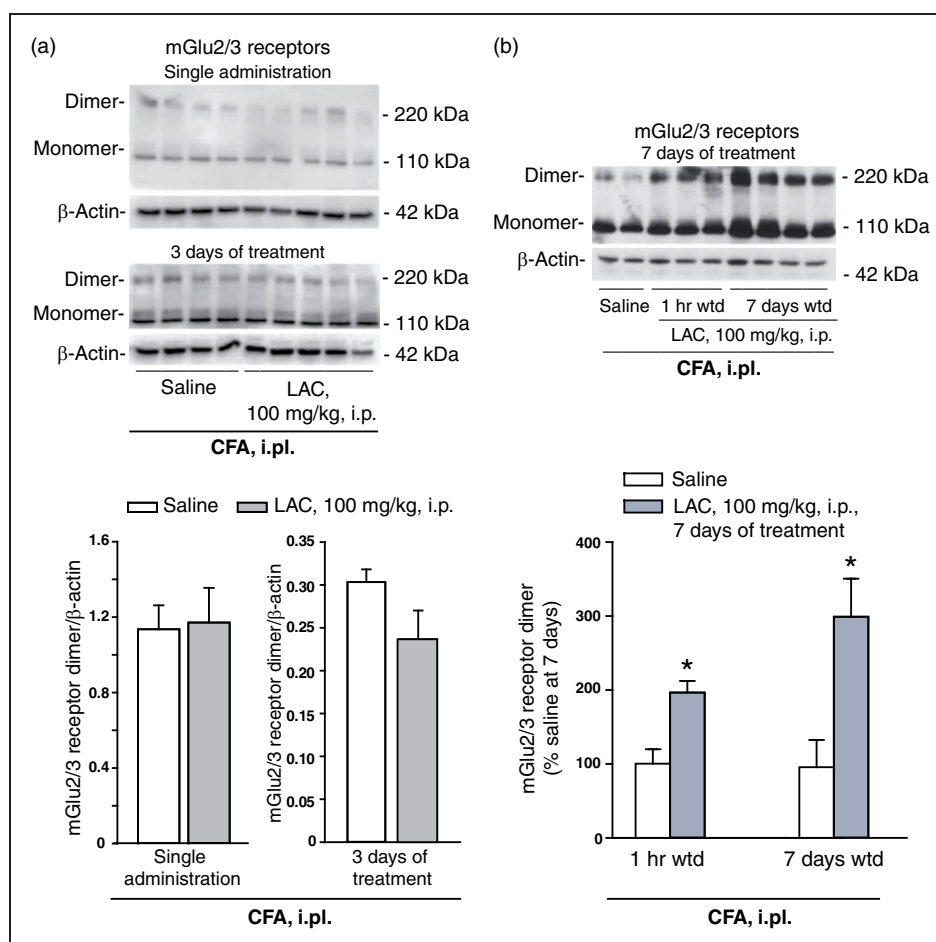 (a)
mGlu2/3 receptors
Single administration
Dimer-
- 220 kDa
Monomer-
- 110 kDa
β-Actin-
- 42 kDa
3 days of treatment
Dimer-
- 220 kDa
Monomer-
- 110 kDa
β-Actin-
- 42 kDa
Saline
LAC,
100 mg/kg, i.p.
CFA, i.pl.
(b)
mGlu2/3 receptors
7 days of treatment
Dimer-
- 220 kDa
Monomer-
- 110 kDa
β-Actin-
- 42 kDa
Saline
1 hr wtd
7 days wtd
LAC, 100 mg/kg, i.p.
CFA, i.pl.
Saline
LAC, 100 mg/kg, i.p.
mGlu2/3 receptor dimer/β-actin
1.6
1.2
0.8
0.4
0
Single
administration
mGlu2/3 receptor dimer/β-actin
0.35
0.30
0.25
0.20
0.15
0.10
0.05
0
3 days of
treatment
CFA, i.pl.
Saline
LAC, 100 mg/kg, i.p.,
7 days of treatment
mGlu2/3 receptor dimer
(% saline at 7 days)
400
300
200
100
0
*
*
1 hr wtd
7 days wtd
CFA, i.pl.